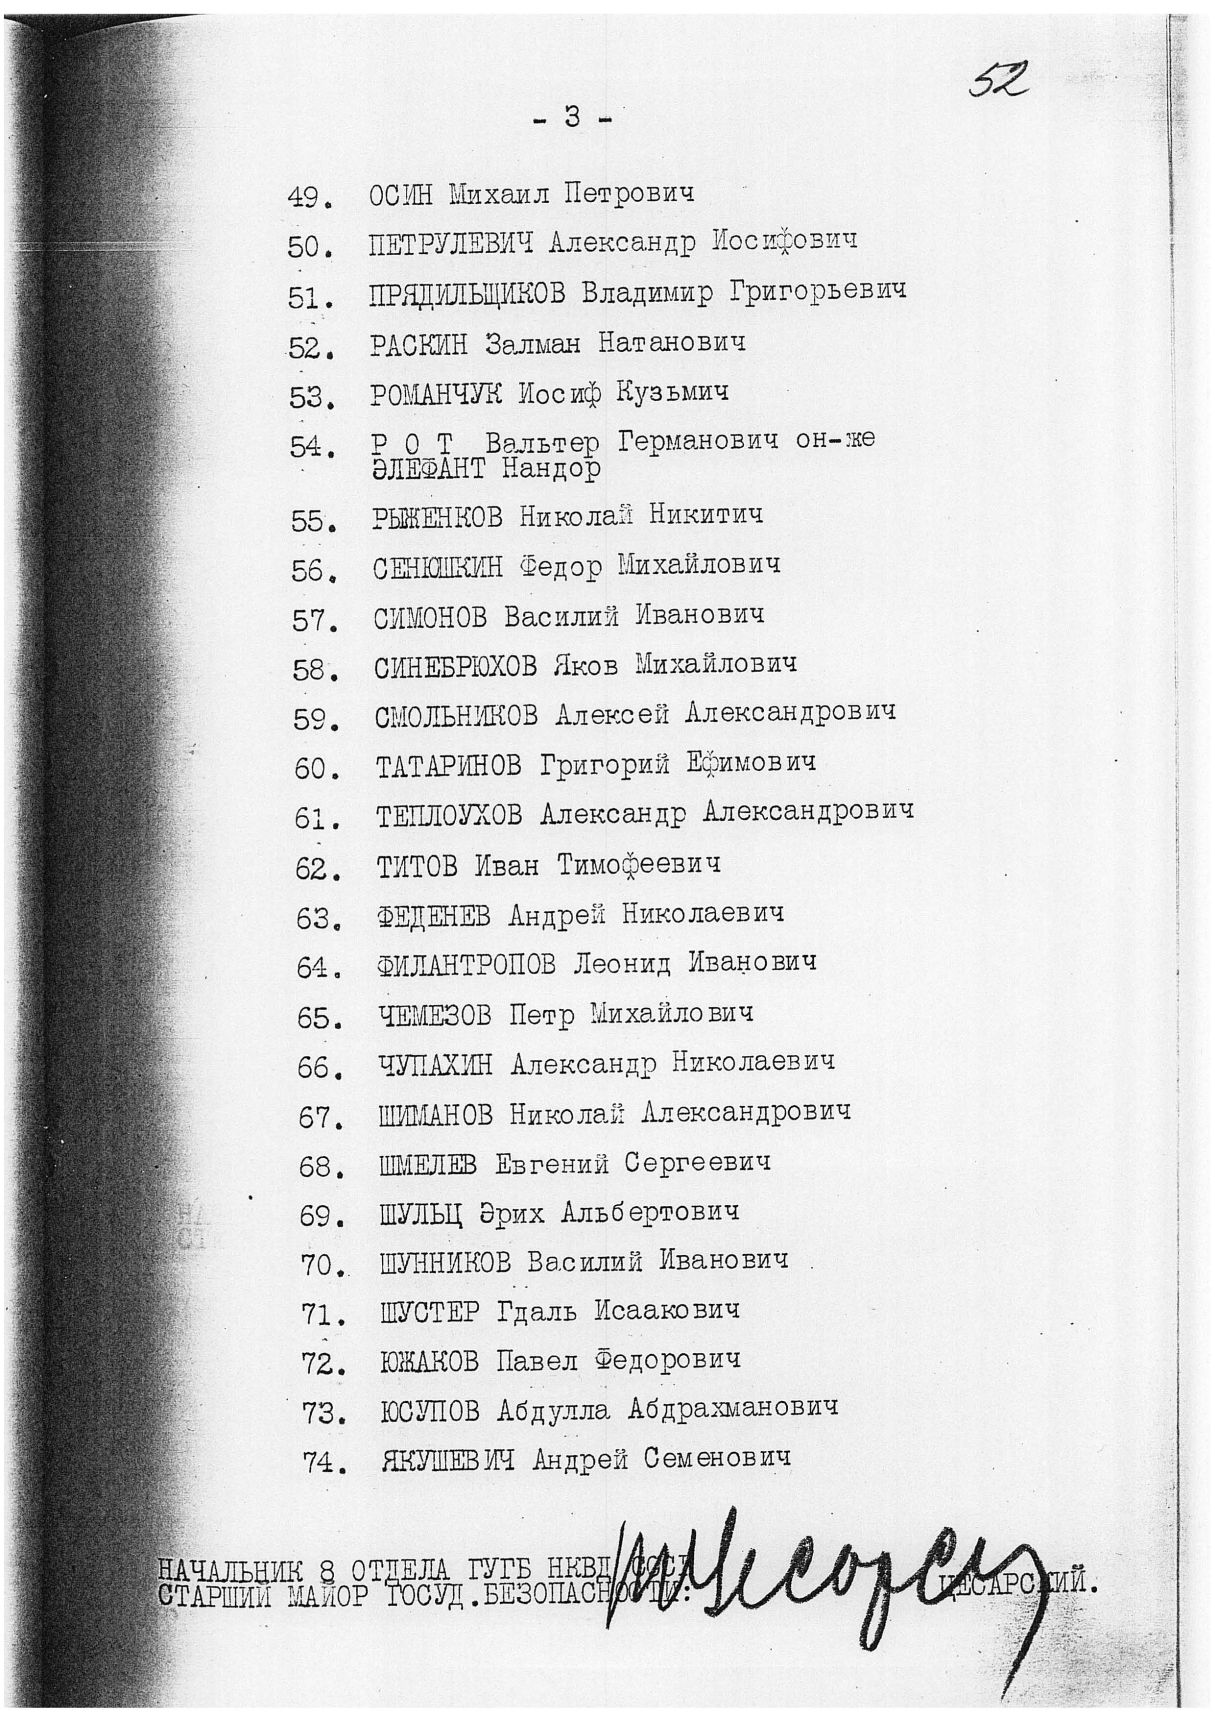 52
- 3 -
49. ОСИН Михаил Петрович
50. ПЕТРУЛЕВИЧ Александр Иосифович
51. ПРЯДИЛЬЩИКОВ Владимир Григорьевич
52. РАСКИН Залман Натанович
53. РОМАНЧУК Иосиф Кузьмич
54. Р О Т Вальтер Германович он-же
ЭЛЕФАНТ Нандор
55. РЫЖЕНКОВ Николай Никитич
56. СЕНЮШКИН Федор Михайлович
57. СИМОНОВ Василий Иванович
58. СИНЕБРЮХОВ Яков Михайлович
59. СМОЛЬНИКОВ Алексей Александрович
60. ТАТАРИНОВ Григорий Ефимович
61. ТЕПЛОУХОВ Александр Александрович
62. ТИТОВ Иван Тимофеевич
63. ФЕДЕНЕВ Андрей Николаевич
64. ФИЛАНТРОПОВ Леонид Иванович
65. ЧЕМЕЗОВ Петр Михайлович
66. ЧУПАХИН Александр Николаевич
67. ШИМАНОВ Николай Александрович
68. ШМЕЛЕВ Евгений Сергеевич
69. ШУЛЬЦ Эрих Альбертович
70. ШУННИКОВ Василий Иванович
71. ШУСТЕР Гдаль Исаакович
72. ЮЖАКОВ Павел Федорович
73. ЮСУПОВ Абдулла Абдрахманович
74. ЯКУШЕВИЧ Андрей Семенович
НАЧАЛЬНИК 8 ОТДЕЛА ГУГБ НКВД СССР
СТАРШИЙ МАЙОР ГОСУД.БЕЗОПАСНОСТИ: ЦЕСАРСКИЙ.